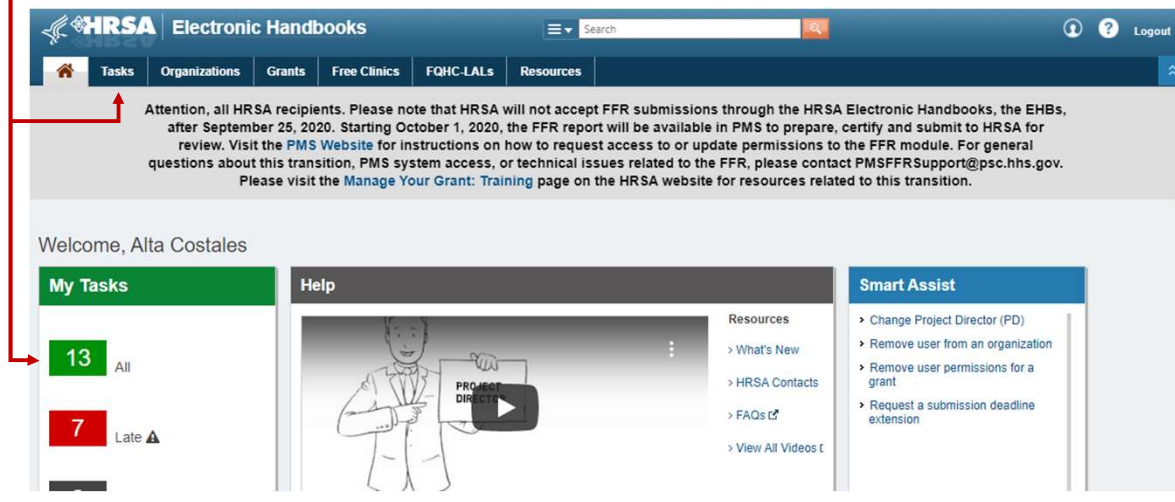 HRSA Electronic Handbooks
Search
Logout
Tasks Organizations Grants Free Clinics FQHC-LALs Resources
Attention, all HRSA recipients. Please note that HRSA will not accept FFR submissions through the HRSA Electronic Handbooks, the EHBs,
after September 25, 2020. Starting October 1, 2020, the FFR report will be available in PMS to prepare, certify and submit to HRSA for
review. Visit the PMS Website for instructions on how to request access to or update permissions to the FFR module. For general
questions about this transition, PMS system access, or technical issues related to the FFR, please contact PMSFFRSupport@psc.hhs.gov.
Please visit the Manage Your Grant: Training page on the HRSA website for resources related to this transition.
Welcome, Alta Costales
My Tasks
13 All
7 Late
Help
PROJECT
DIRECTOR
Resources
> What's New
> HRSA Contacts
> FAQs
> View All Videos
Smart Assist
> Change Project Director (PD)
> Remove user from an organization
> Remove user permissions for a
grant
> Request a submission deadline
extension